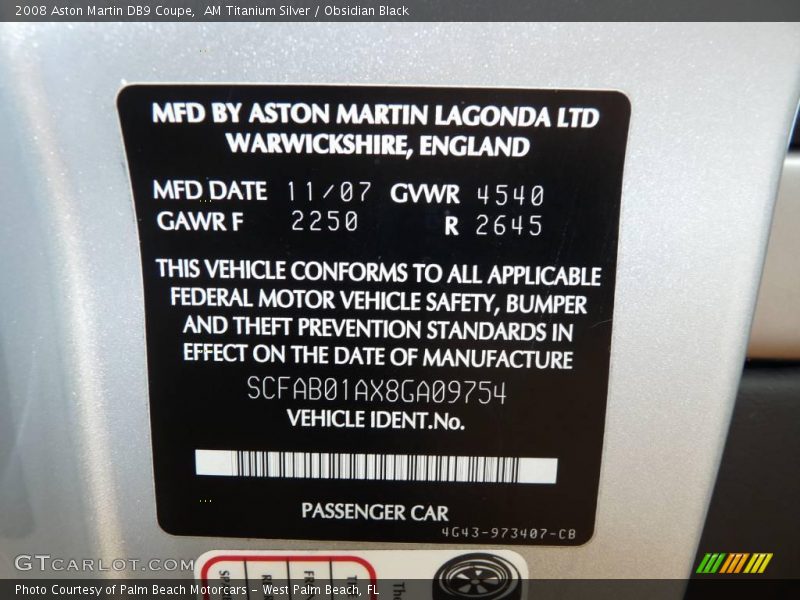 2008 Aston Martin DB9 Coupe,  AM Titanium Silver / Obsidian Black
MFD BY ASTON MARTIN LAGONDA LTD
WARWICKSHIRE, ENGLAND
MFD DATE 11/07 GVWR 4540
GAWR F 2250 R 2645
THIS VEHICLE CONFORMS TO ALL APPLICABLE
FEDERAL MOTOR VEHICLE SAFETY, BUMPER
AND THEFT PREVENTION STANDARDS IN
EFFECT ON THE DATE OF MANUFACTURE
SCFAB01AX8GA09754
VEHICLE IDENT.No.
PASSENGER CAR
4G43-973407-CB
GTCARLOT.COM
Photo Courtesy of Palm Beach Motorcars – West Palm Beach, FL